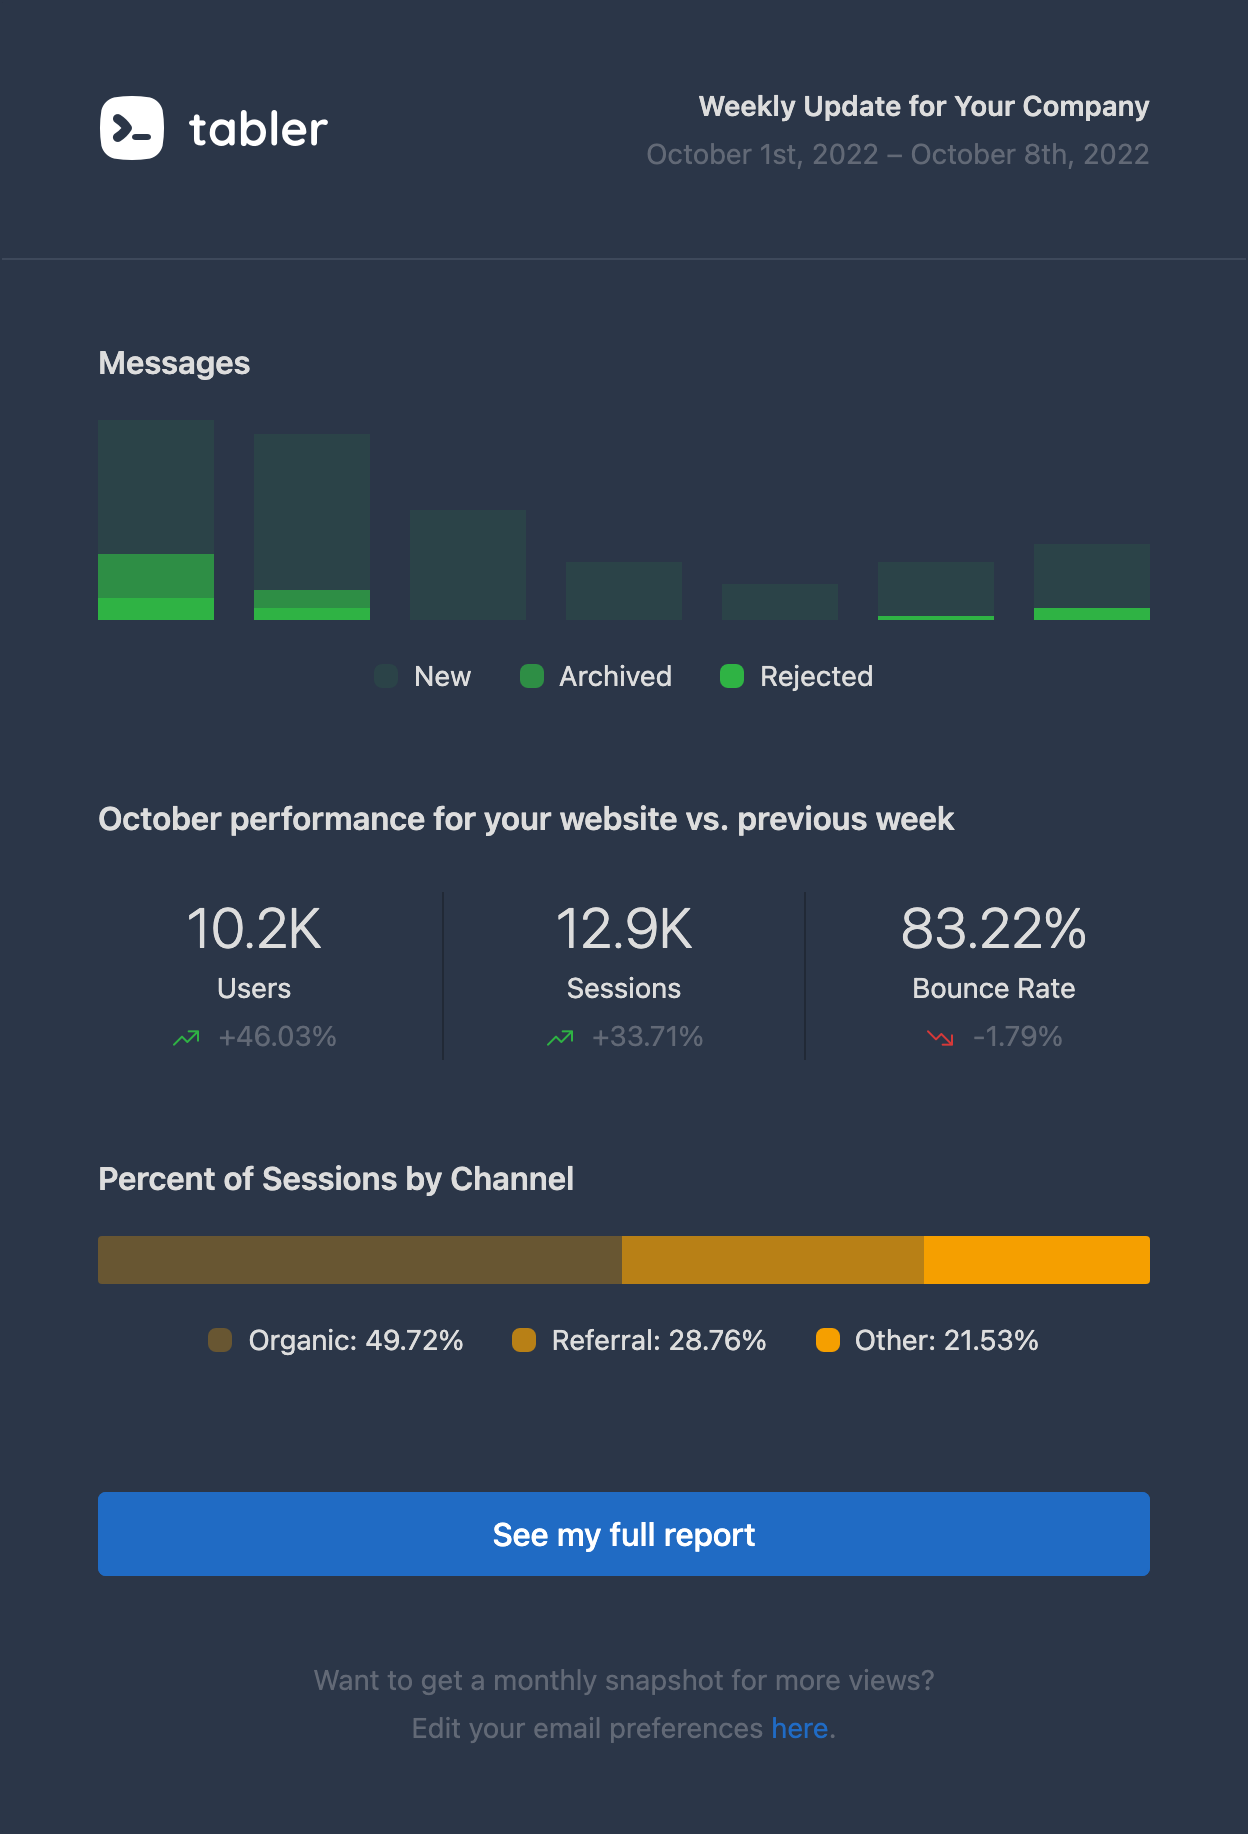 tabler
Weekly Update for Your Company
October 1st, 2022 – October 8th, 2022
Messages
New
Archived
Rejected
October performance for your website vs. previous week
10.2K
Users
+46.03%
12.9K
Sessions
+33.71%
83.22%
Bounce Rate
-1.79%
Percent of Sessions by Channel
Organic: 49.72%
Referral: 28.76%
Other: 21.53%
See my full report
Want to get a monthly snapshot for more views?
Edit your email preferences here.